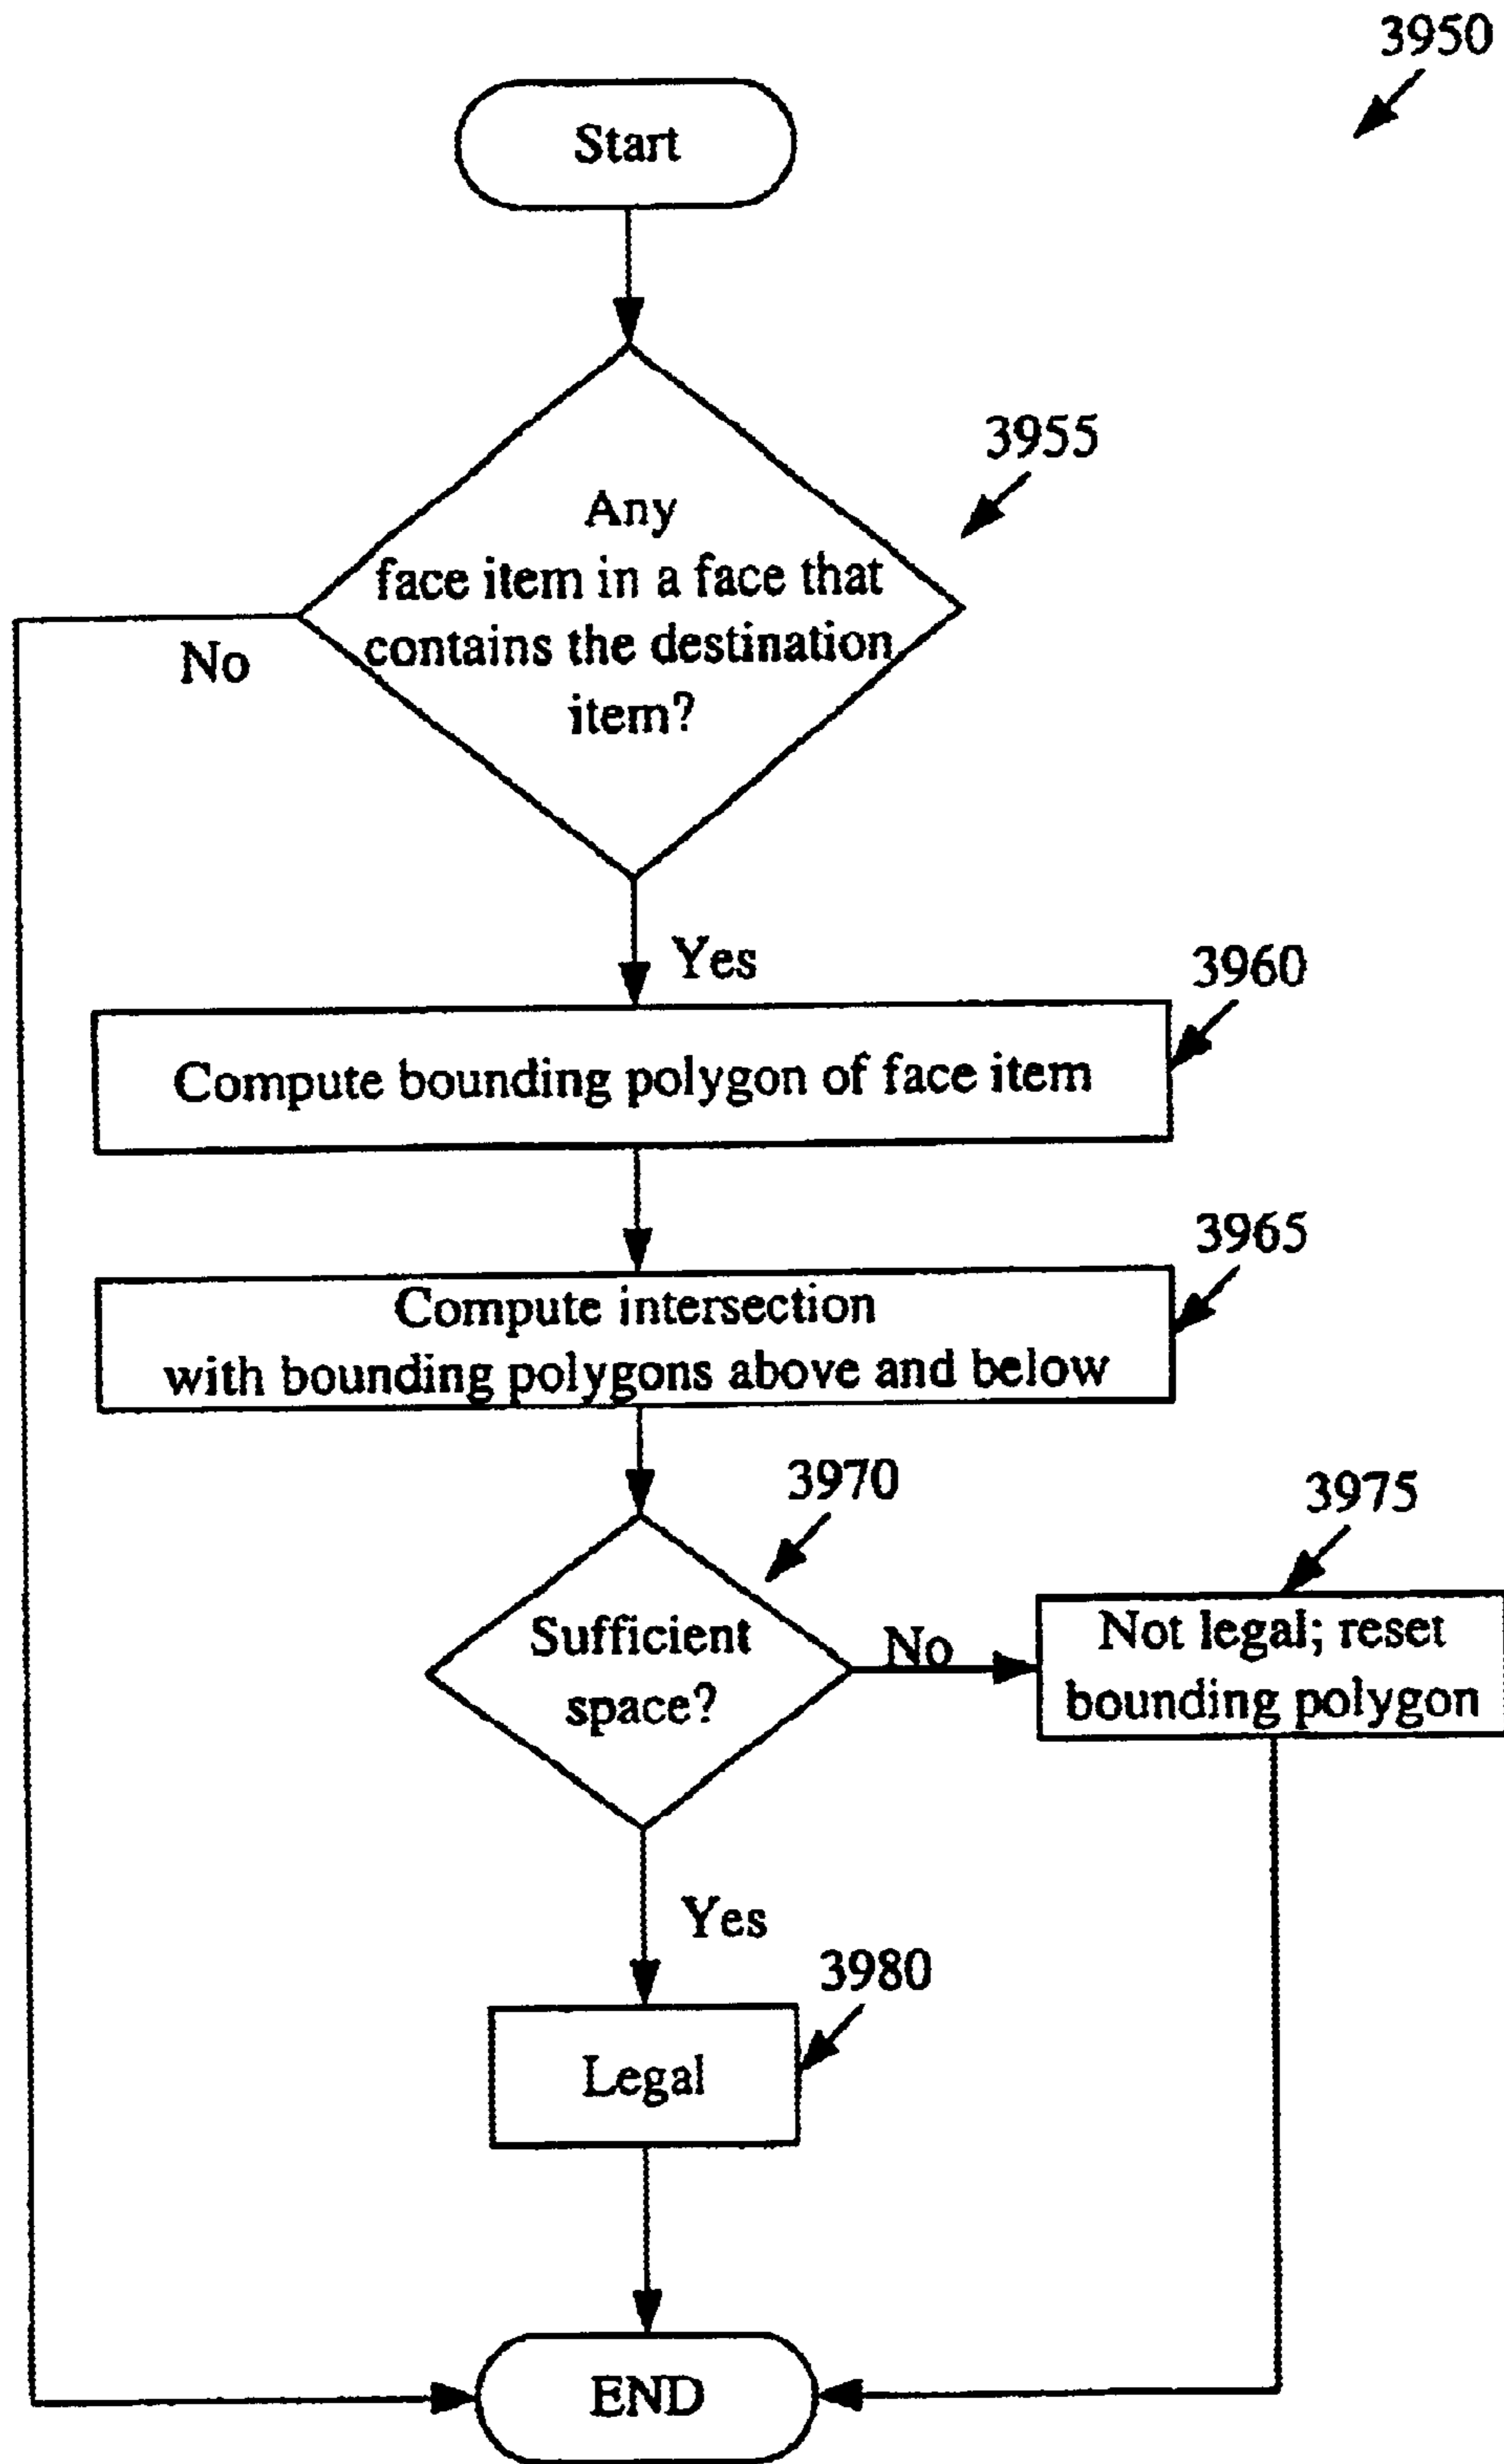 3950
Start
3955
Any
face item in a face that
contains the destination
item?
No
Yes
3960
Compute bounding polygon of face item
3965
Compute intersection
with bounding polygons above and below
3970
3975
Sufficient
space?
No
Not legal; reset
bounding polygon
Yes
3980
Legal
END